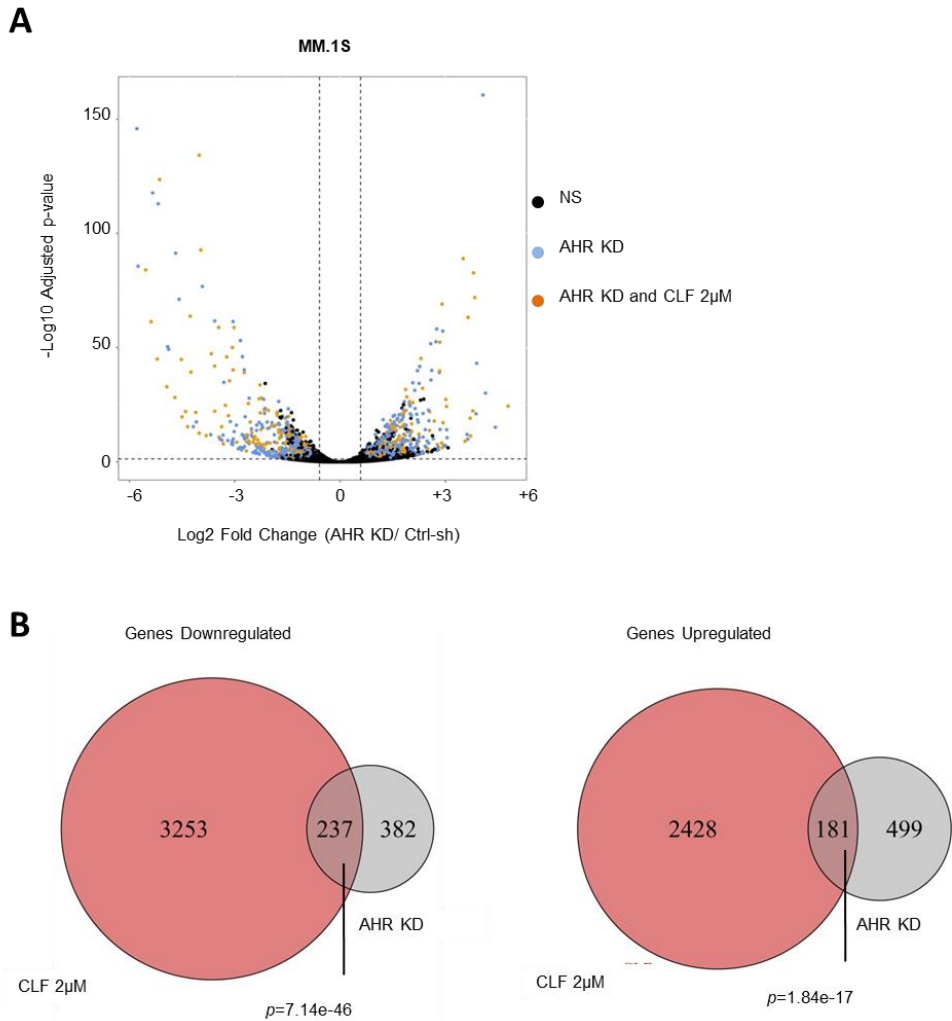 A
MM.1S
150
100
50
0
-Log10 Adjusted p-value
-6 -3 0 +3 +6
Log2 Fold Change (AHR KD/ Ctrl-sh)
NS
AHR KD
AHR KD and CLF 2μM
B
Genes Downregulated
3253 237 382
AHR KD
CLF 2μM
p=7.14e-46
Genes Upregulated
2428 181 499
AHR KD
CLF 2μM
p=1.84e-17